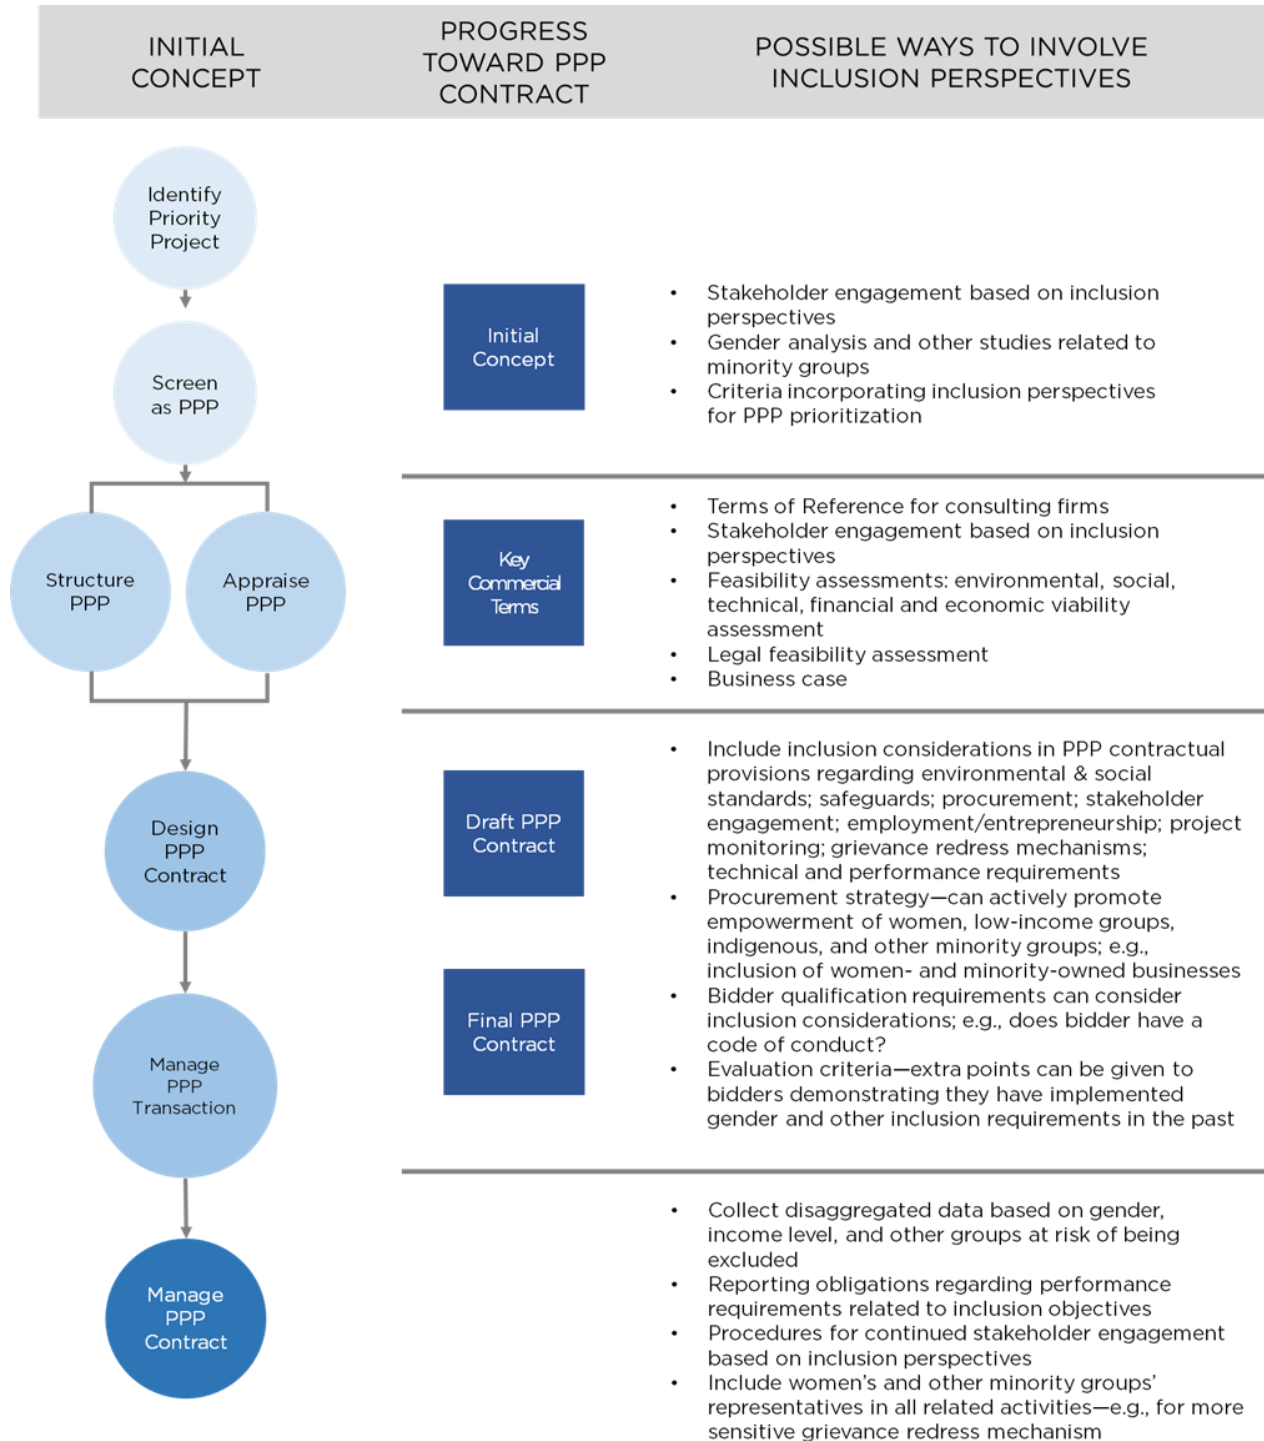 INITIAL
CONCEPT
PROGRESS
TOWARD PPP
CONTRACT
POSSIBLE WAYS TO INVOLVE
INCLUSION PERSPECTIVES
Identify
Priority
Project
Screen
as PPP
Initial
Concept
• Stakeholder engagement based on inclusion
perspectives
• Gender analysis and other studies related to
minority groups
• Criteria incorporating inclusion perspectives
for PPP prioritization
Structure
PPP
Appraise
PPP
Key
Commercial
Terms
• Terms of Reference for consulting firms
• Stakeholder engagement based on inclusion
perspectives
• Feasibility assessments: environmental, social,
technical, financial and economic viability
assessment
• Legal feasibility assessment
• Business case
Design
PPP
Contract
Manage
PPP
Transaction
Draft PPP
Contract
Final PPP
Contract
• Include inclusion considerations in PPP contractual
provisions regarding environmental & social
standards; safeguards; procurement; stakeholder
engagement; employment/entrepreneurship; project
monitoring; grievance redress mechanisms;
technical and performance requirements
• Procurement strategy—can actively promote
empowerment of women, low-income groups,
indigenous, and other minority groups; e.g.,
inclusion of women- and minority-owned businesses
• Bidder qualification requirements can consider
inclusion considerations; e.g., does bidder have a
code of conduct?
• Evaluation criteria—extra points can be given to
bidders demonstrating they have implemented
gender and other inclusion requirements in the past
Manage
PPP
Contract
• Collect disaggregated data based on gender,
income level, and other groups at risk of being
excluded
• Reporting obligations regarding performance
requirements related to inclusion objectives
• Procedures for continued stakeholder engagement
based on inclusion perspectives
• Include women's and other minority groups'
representatives in all related activities—e.g., for more
sensitive grievance redress mechanism